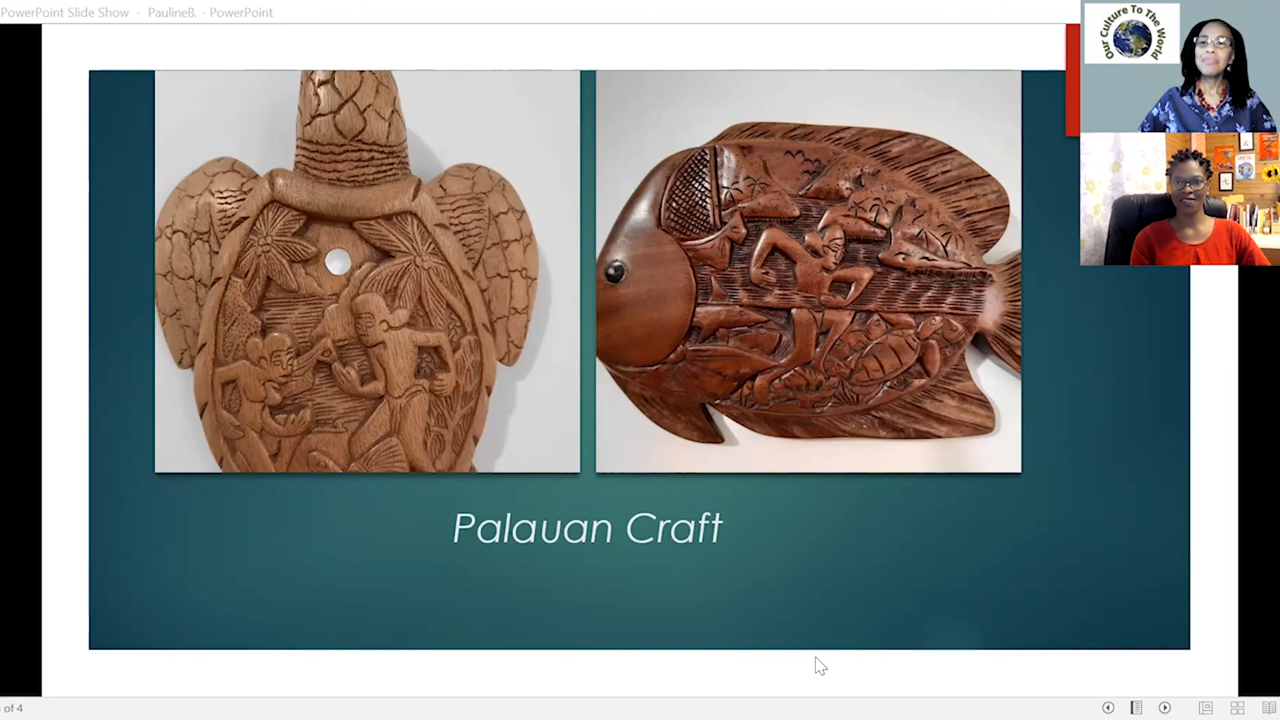 PowerPoint Slide Show - PaulineB. - PowerPoint
Our Culture To The World
Palauan Craft
of 4